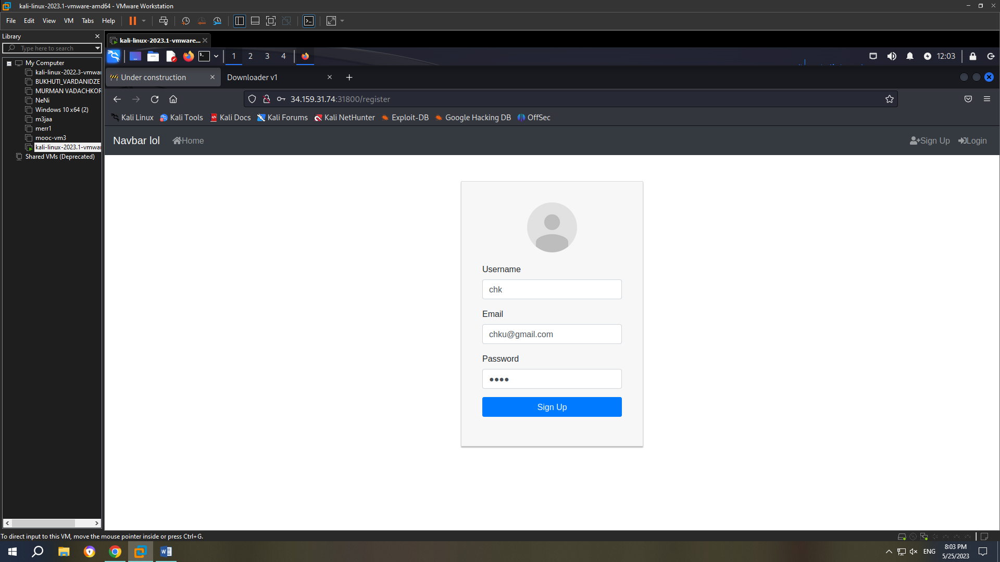 kali-linux-2023.1-vmware-amd64 - VMware Workstation
File Edit View VM Tabs Help
Library
Type here to search
My Computer
kali-linux-2022.3-vmwar
BUKHUTI_VARDANIDZE
MURMAN VADACHKOR
NeNi
Windows 10 x64 (2)
m3jaa
merr1
mooc-vm3
kali-linux-2023.1-vmwar
Shared VMs (Deprecated)
kali-linux-2023.1-vmware...
1 2 3 4
12:03
Under construction
Downloader v1
34.159.31.74:31800/register
Kali Linux Kali Tools Kali Docs Kali Forums Kali NetHunter Exploit-DB Google Hacking DB OffSec
Navbar lol Home Sign Up Login
Username
chk
Email
chku@gmail.com
Password
Sign Up
To direct input to this VM, move the mouse pointer inside or press Ctrl+G.
ENG
8:03 PM
5/25/2023